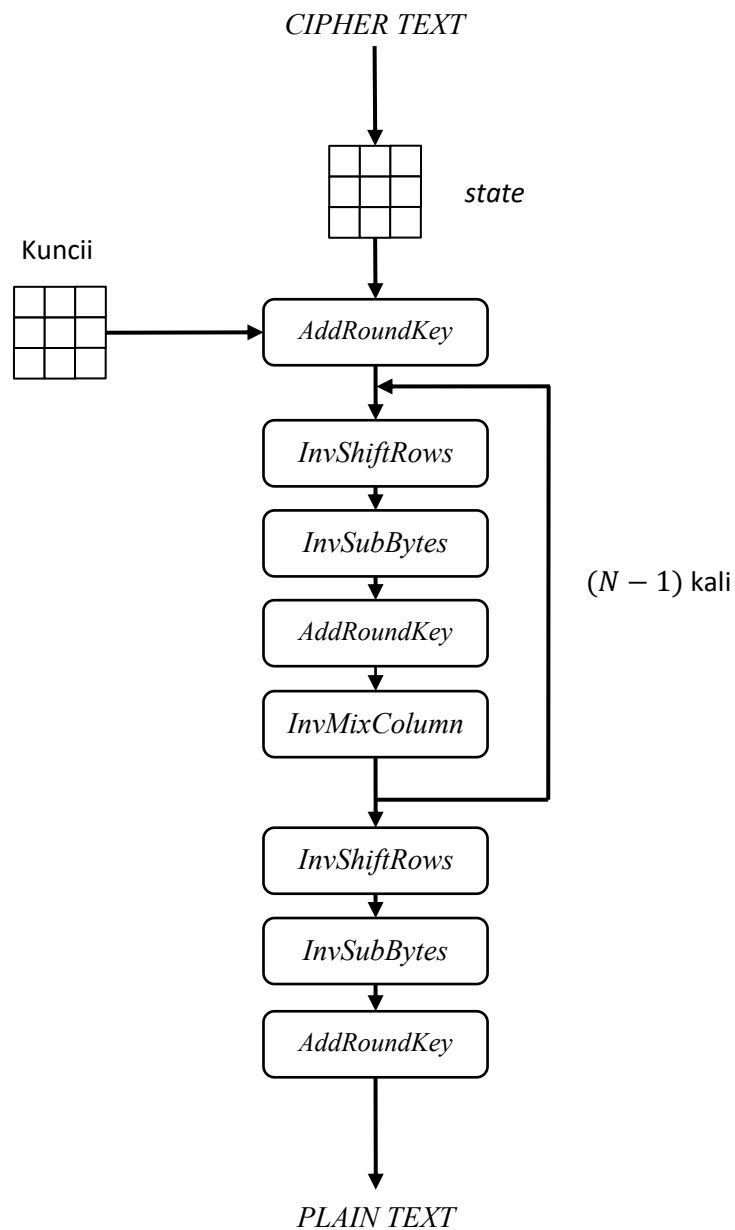 CIPHER TEXT
state
Kuncii
AddRoundKey
InvShiftRows
InvSubBytes
(N − 1) kali
AddRoundKey
InvMixColumn
InvShiftRows
InvSubBytes
AddRoundKey
PLAIN TEXT